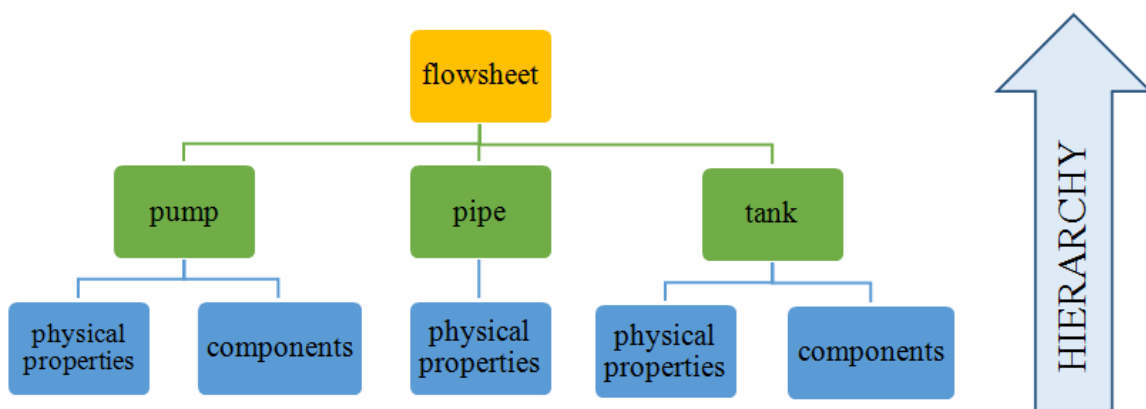 flowsheet
pump
pipe
tank
physical
properties
components
physical
properties
physical
properties
components
HIERARCHY